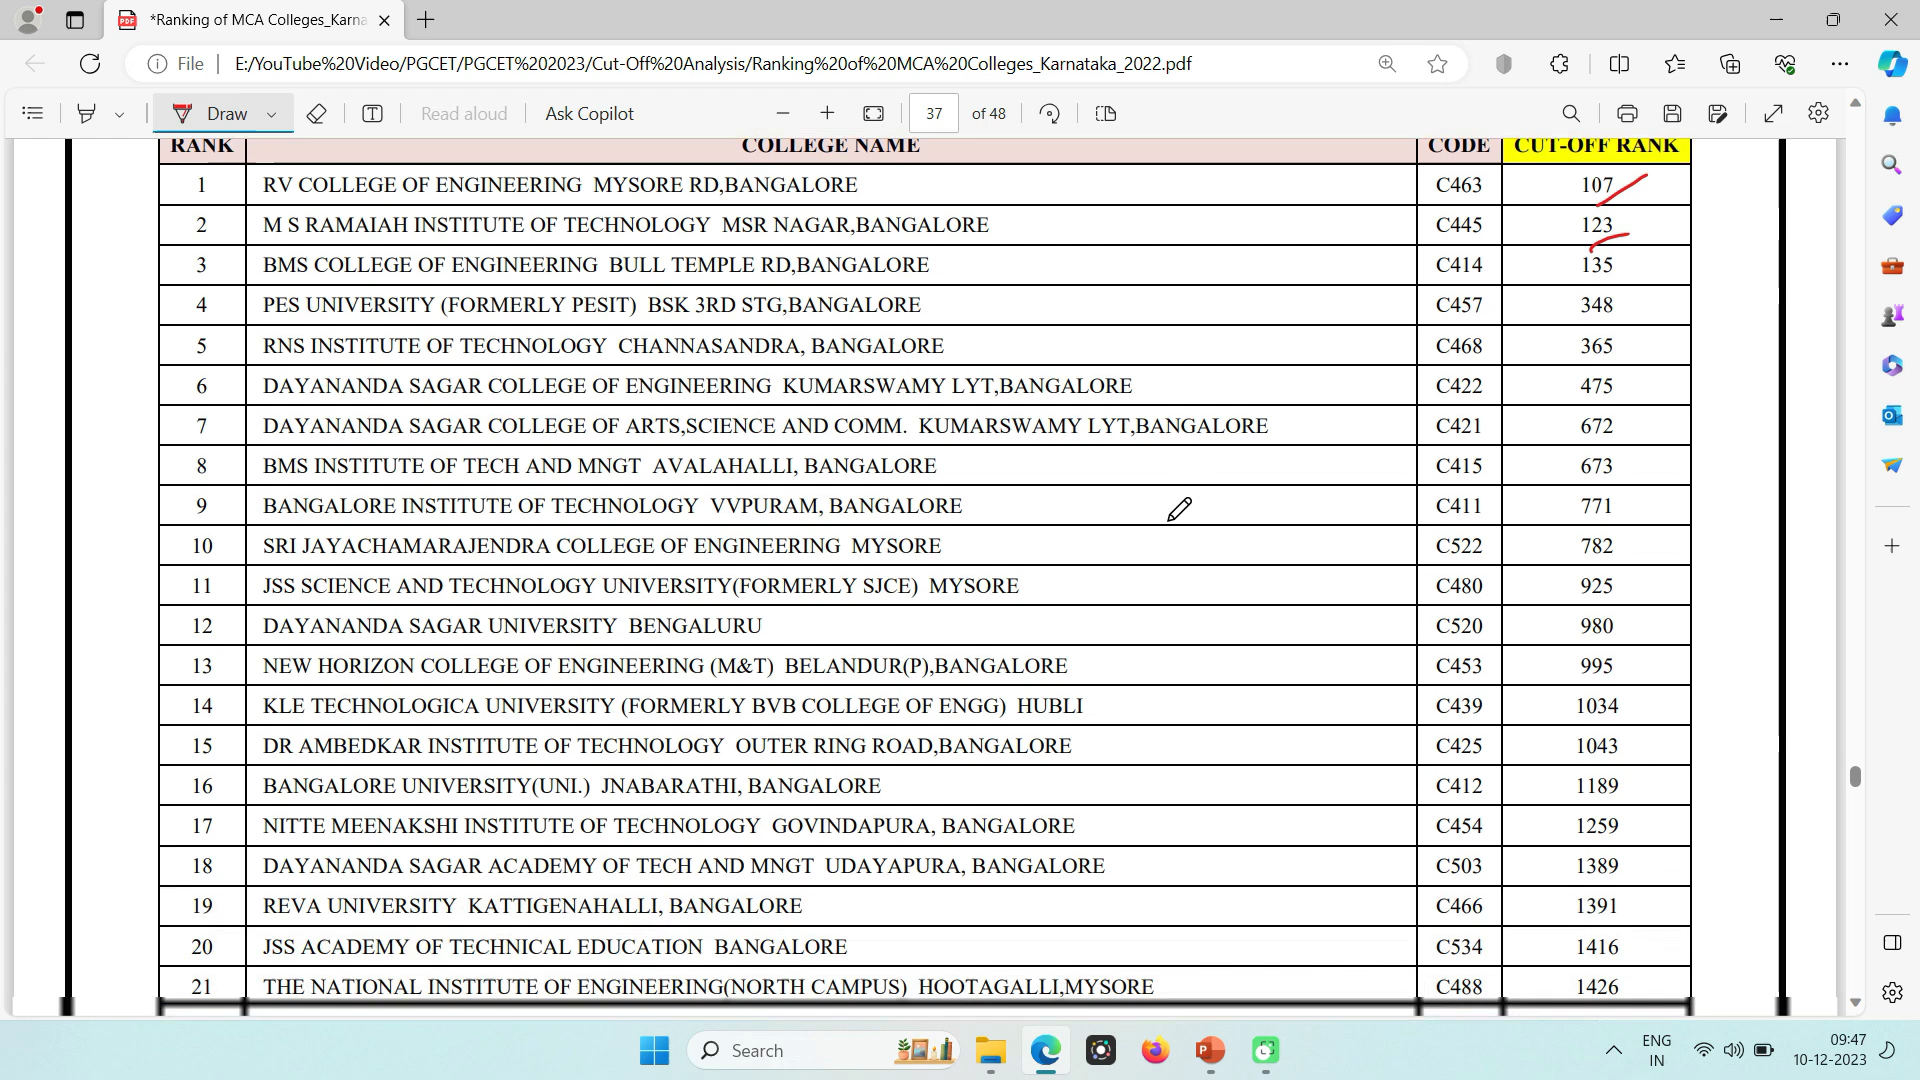 *Ranking of MCA Colleges_Karna
File
E:/YouTube%20Video/PGCET/PGCET%202023/Cut-Off%20Analysis/Ranking%20of%20MCA%20Colleges_Karnataka_2022.pdf
Draw
Read aloud
Ask Copilot
37 of 48
RANK COLLEGE NAME CODE CUT-OFF RANK
1 RV COLLEGE OF ENGINEERING MYSORE RD,BANGALORE C463 107
2 M S RAMAIAH INSTITUTE OF TECHNOLOGY MSR NAGAR,BANGALORE C445 123
3 BMS COLLEGE OF ENGINEERING BULL TEMPLE RD,BANGALORE C414 135
4 PES UNIVERSITY (FORMERLY PESIT) BSK 3RD STG,BANGALORE C457 348
5 RNS INSTITUTE OF TECHNOLOGY CHANNASANDRA, BANGALORE C468 365
6 DAYANANDA SAGAR COLLEGE OF ENGINEERING KUMARSWAMY LYT,BANGALORE C422 475
7 DAYANANDA SAGAR COLLEGE OF ARTS,SCIENCE AND COMM. KUMARSWAMY LYT,BANGALORE C421 672
8 BMS INSTITUTE OF TECH AND MNGT AVALAHALLI, BANGALORE C415 673
9 BANGALORE INSTITUTE OF TECHNOLOGY VVPURAM, BANGALORE C411 771
10 SRI JAYACHAMARAJENDRA COLLEGE OF ENGINEERING MYSORE C522 782
11 JSS SCIENCE AND TECHNOLOGY UNIVERSITY(FORMERLY SJCE) MYSORE C480 925
12 DAYANANDA SAGAR UNIVERSITY BENGALURU C520 980
13 NEW HORIZON COLLEGE OF ENGINEERING (M&T) BELANDUR(P),BANGALORE C453 995
14 KLE TECHNOLOGICA UNIVERSITY (FORMERLY BVB COLLEGE OF ENGG) HUBLI C439 1034
15 DR AMBEDKAR INSTITUTE OF TECHNOLOGY OUTER RING ROAD,BANGALORE C425 1043
16 BANGALORE UNIVERSITY(UNI.) JNABARATHI, BANGALORE C412 1189
17 NITTE MEENAKSHI INSTITUTE OF TECHNOLOGY GOVINDAPURA, BANGALORE C454 1259
18 DAYANANDA SAGAR ACADEMY OF TECH AND MNGT UDAYAPURA, BANGALORE C503 1389
19 REVA UNIVERSITY KATTIGENAHALLI, BANGALORE C466 1391
20 JSS ACADEMY OF TECHNICAL EDUCATION BANGALORE C534 1416
21 THE NATIONAL INSTITUTE OF ENGINEERING(NORTH CAMPUS) HOOTAGALLI,MYSORE C488 1426
Search
ENG
IN
09:47
10-12-2023